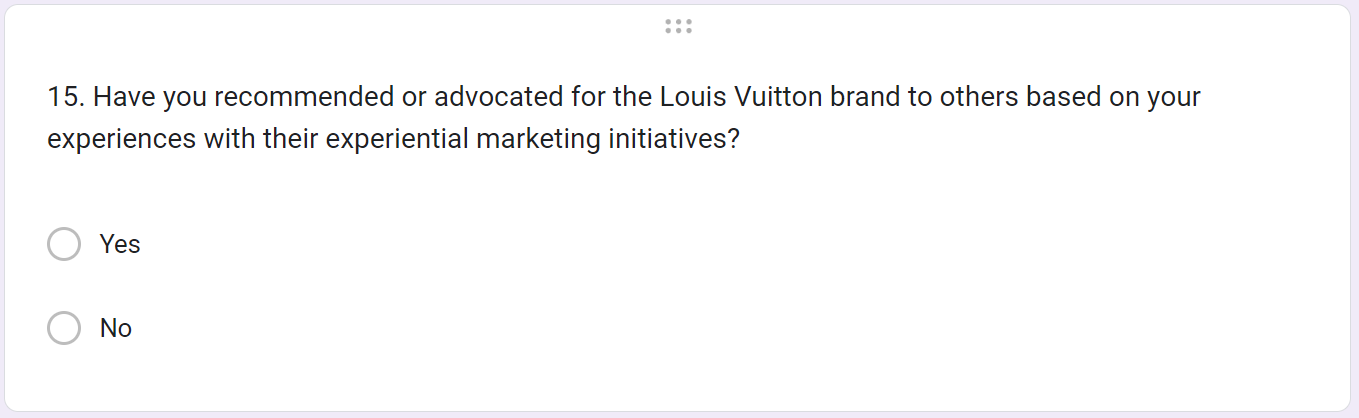 15. Have you recommended or advocated for the Louis Vuitton brand to others based on your
experiences with their experiential marketing initiatives?
Yes
No